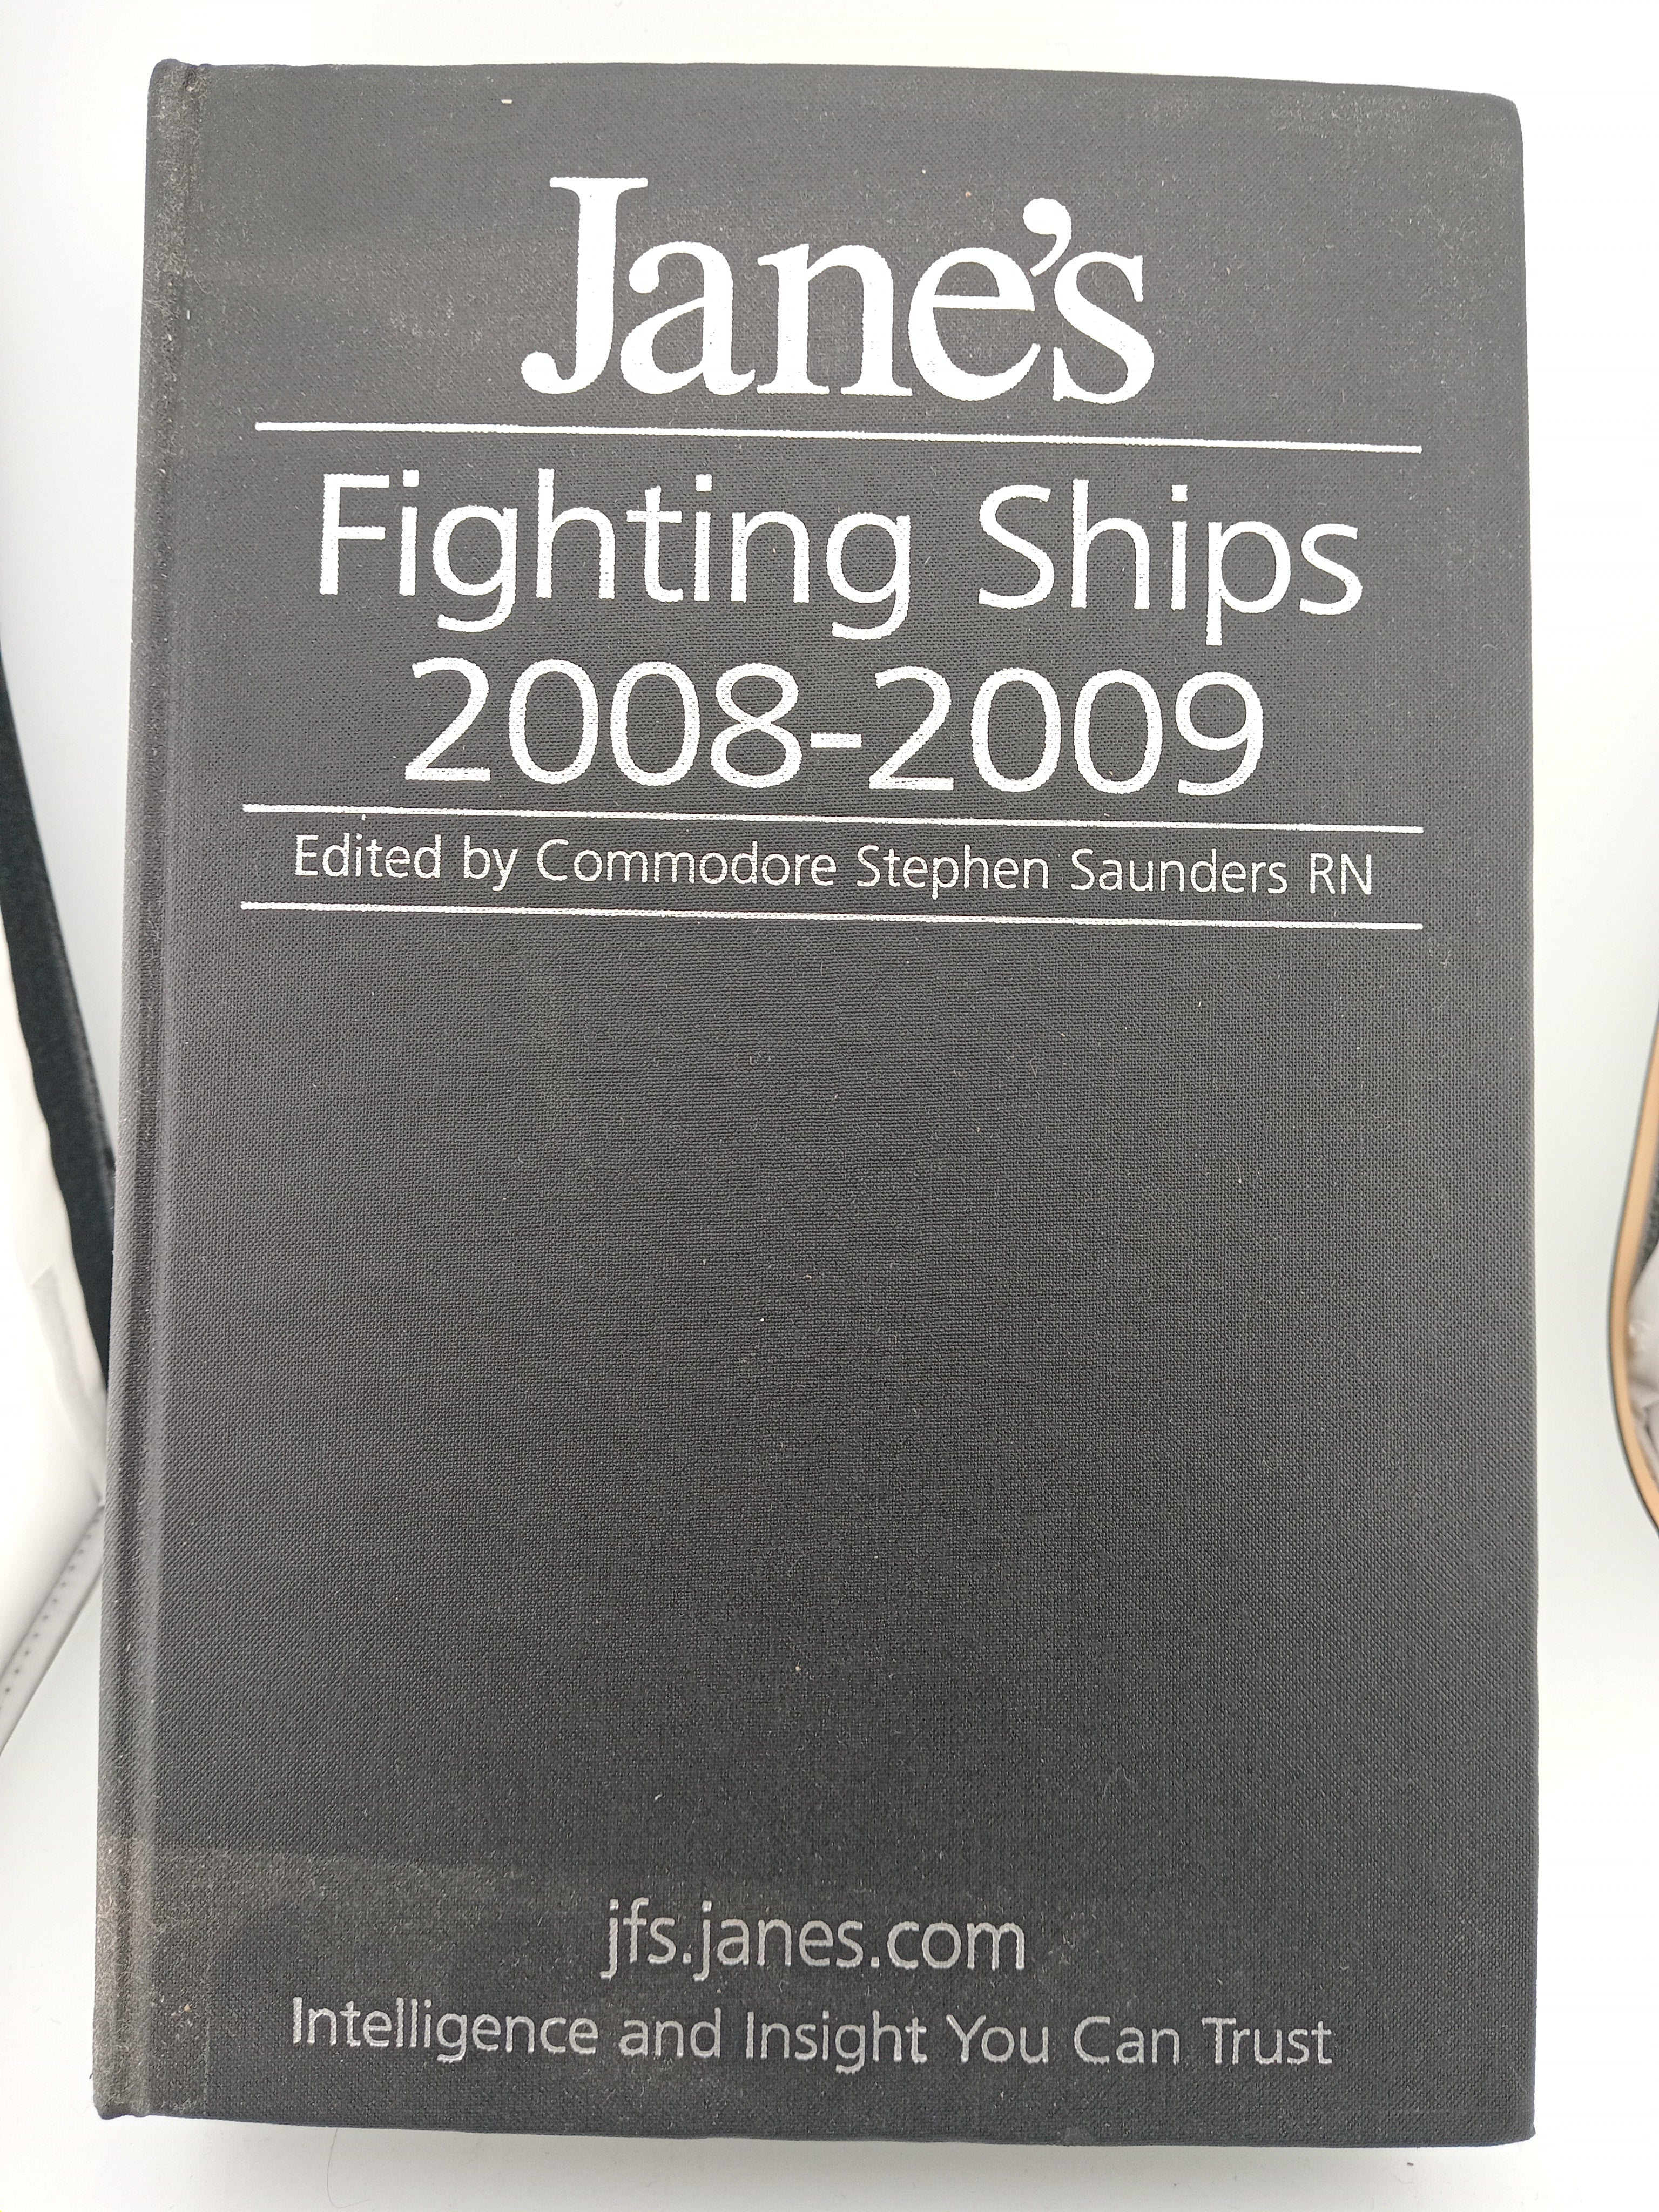 Jane's
Fighting Ships
2008-2009
Edited by Commodore Stephen Saunders RN
jfs.janes.com
Intelligence and Insight You Can Trust